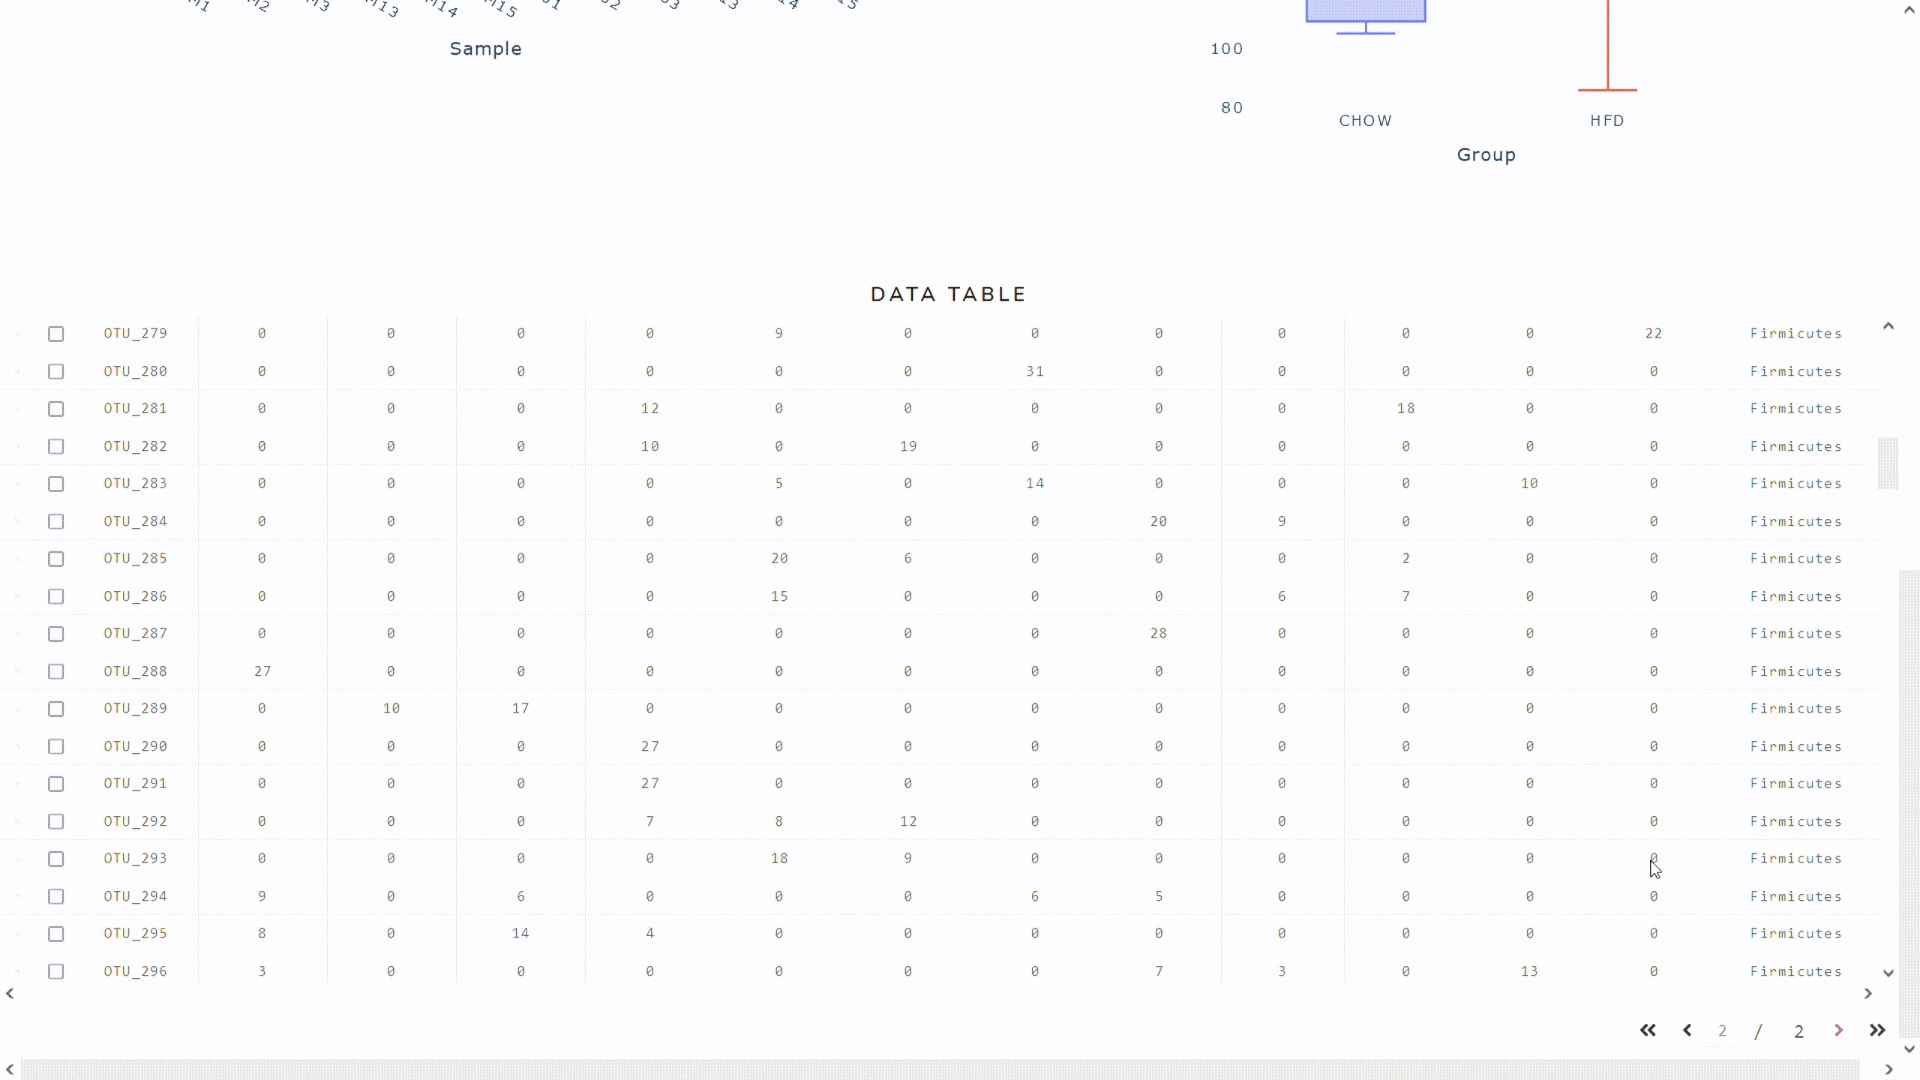 M1 M2 M3 M13 M14 M15
Sample
100
80
CHOW HFD
Group
DATA TABLE
OTU_279 0 0 0 0 9 0 0 0 0 0 0 22 Firmicutes
OTU_280 0 0 0 0 0 0 31 0 0 0 0 0 Firmicutes
OTU_281 0 0 0 12 0 0 0 0 0 18 0 0 Firmicutes
OTU_282 0 0 0 10 0 19 0 0 0 0 0 0 Firmicutes
OTU_283 0 0 0 0 5 0 14 0 0 0 10 0 Firmicutes
OTU_284 0 0 0 0 0 0 0 20 9 0 0 0 Firmicutes
OTU_285 0 0 0 0 20 6 0 0 0 2 0 0 Firmicutes
OTU_286 0 0 0 0 15 0 0 0 6 7 0 0 Firmicutes
OTU_287 0 0 0 0 0 0 0 28 0 0 0 0 Firmicutes
OTU_288 27 0 0 0 0 0 0 0 0 0 0 0 Firmicutes
OTU_289 0 10 17 0 0 0 0 0 0 0 0 0 Firmicutes
OTU_290 0 0 0 27 0 0 0 0 0 0 0 0 Firmicutes
OTU_291 0 0 0 27 0 0 0 0 0 0 0 0 Firmicutes
OTU_292 0 0 0 7 8 12 0 0 0 0 0 0 Firmicutes
OTU_293 0 0 0 0 18 9 0 0 0 0 0 0 Firmicutes
OTU_294 9 0 6 0 0 0 6 5 0 0 0 0 Firmicutes
OTU_295 8 0 14 4 0 0 0 0 0 0 0 0 Firmicutes
OTU_296 3 0 0 0 0 0 0 7 3 0 13 0 Firmicutes
2 / 2